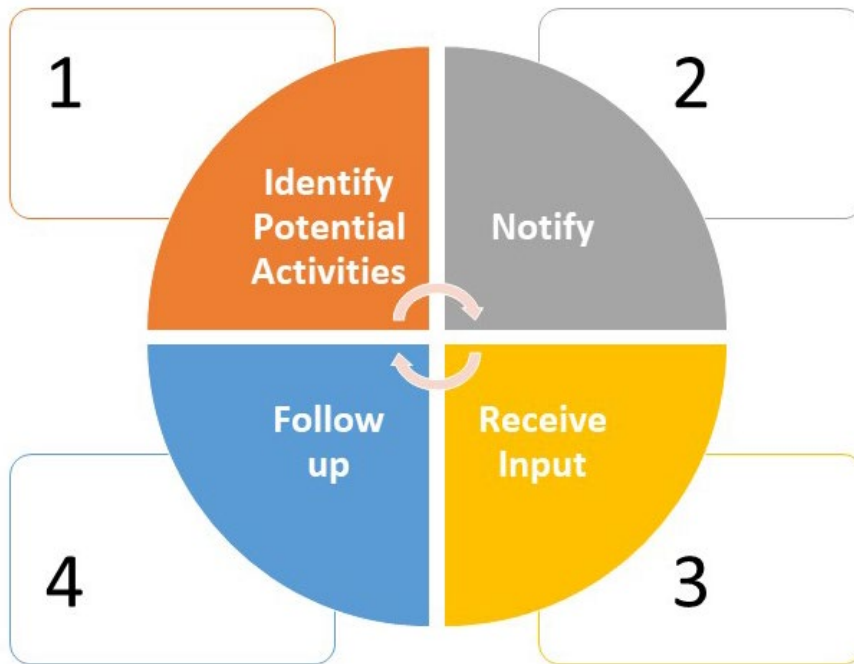 1
Identify
Potential
Activities
2
Notify
3
Receive
Input
4
Follow
up